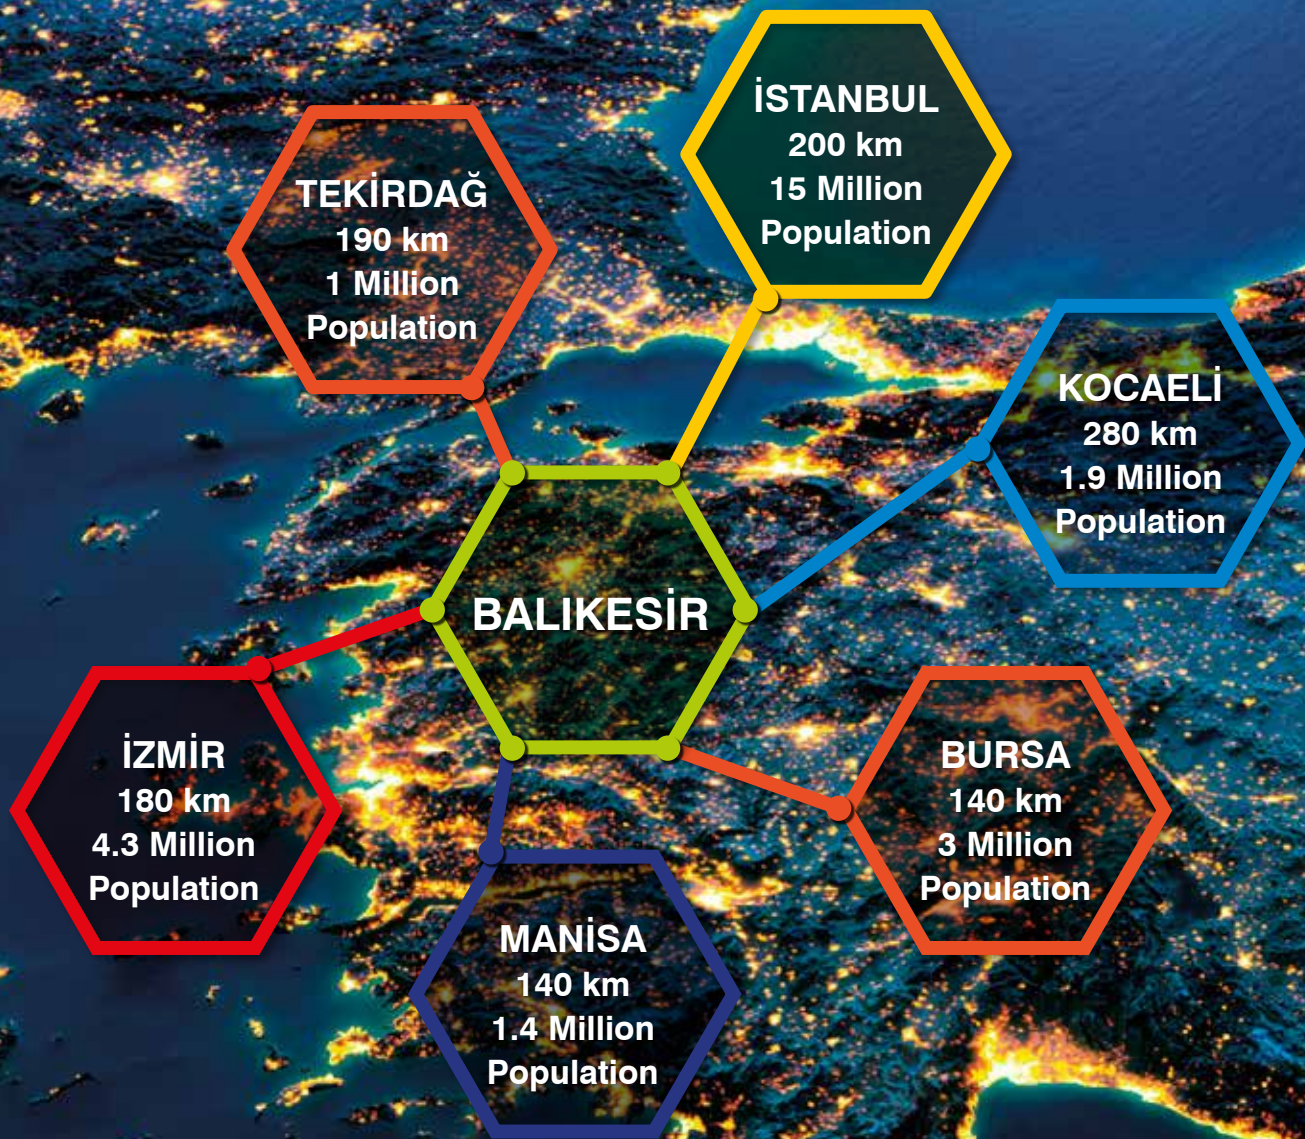 İSTANBUL
200 km
15 Million
Population
TEKİRDAĞ
190 km
1 Million
Population
KOCAELİ
280 km
1.9 Million
Population
BALIKESİR
İZMİR
180 km
4.3 Million
Population
BURSA
140 km
3 Million
Population
MANİSA
140 km
1.4 Million
Population